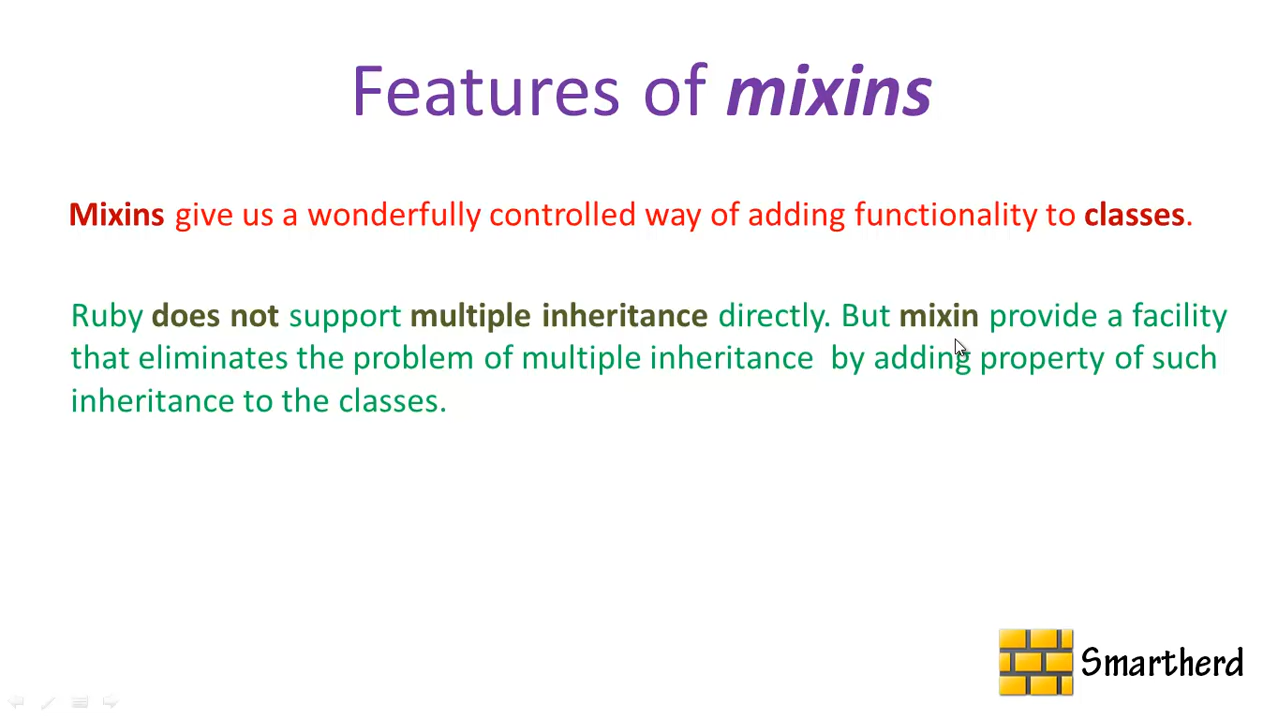 Features of mixins
Mixins give us a wonderfully controlled way of adding functionality to classes.
Ruby does not support multiple inheritance directly. But mixin provide a facility
that eliminates the problem of multiple inheritance by adding property of such
inheritance to the classes.
Smartherd